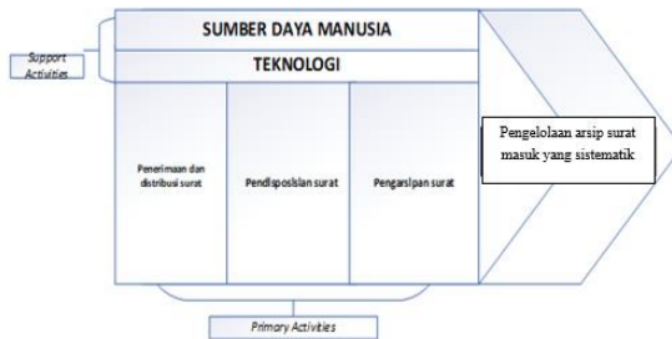 SUMBER DAYA MANUSIA
Support
Activities
TEKNOLOGI
Penerimaan dan
distribusi surat
Pendisposisian surat
Pengarsipan surat
Pengelolaan arsip surat
masuk yang sistematik
Primary Activities